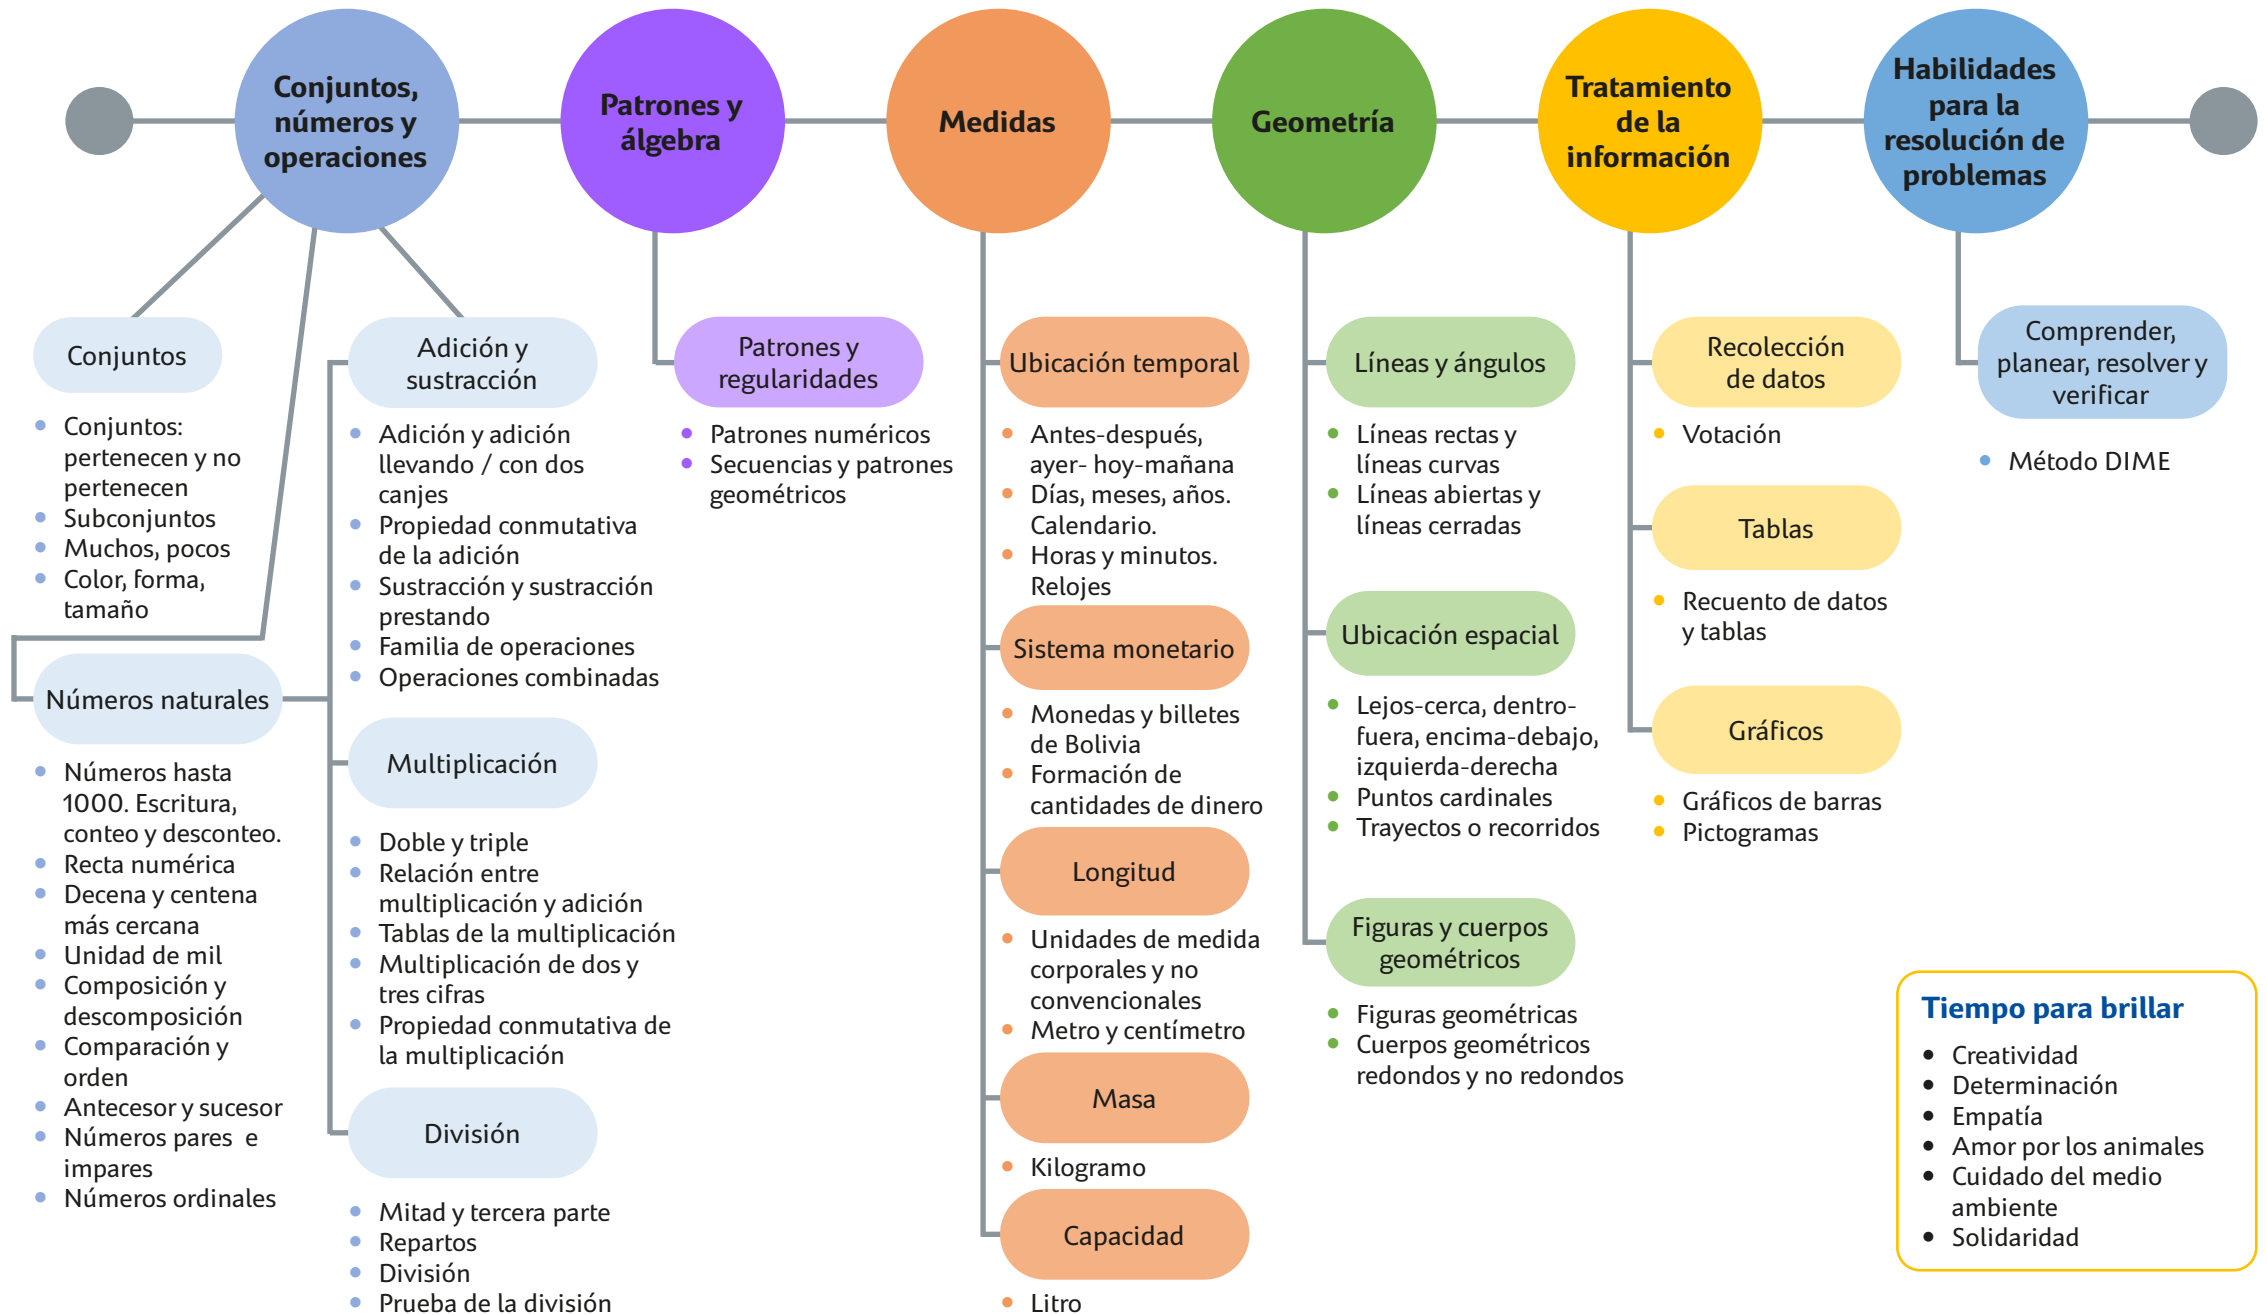 Conjuntos,
números y
operaciones
Patrones y
álgebra
Medidas
Geometría
Tratamiento
de la
información
Habilidades
para la
resolución de
problemas
Conjuntos
• Conjuntos:
pertenecen y no
pertenecen
• Subconjuntos
• Muchos, pocos
• Color, forma,
tamaño
Números naturales
• Números hasta
1000. Escritura,
conteo y desconteo.
• Recta numérica
• Decena y centena
más cercana
• Unidad de mil
• Composición y
descomposición
• Comparación y
orden
• Antecesor y sucesor
• Números pares e
impares
• Números ordinales
Adición y
sustracción
• Adición y adición
llevando / con dos
canjes
• Propiedad conmutativa
de la adición
• Sustracción y sustracción
prestando
• Familia de operaciones
• Operaciones combinadas
Multiplicación
• Doble y triple
• Relación entre
multiplicación y adición
• Tablas de la multiplicación
• Multiplicación de dos y
tres cifras
• Propiedad conmutativa de
la multiplicación
División
• Mitad y tercera parte
• Repartos
• División
• Prueba de la división
Patrones y
regularidades
• Patrones numéricos
• Secuencias y patrones
geométricos
Ubicación temporal
• Antes-después,
ayer- hoy-mañana
• Días, meses, años.
Calendario.
• Horas y minutos.
Relojes
Sistema monetario
• Monedas y billetes
de Bolivia
• Formación de
cantidades de dinero
Longitud
• Unidades de medida
corporales y no
convencionales
• Metro y centímetro
Masa
• Kilogramo
Capacidad
• Litro
Líneas y ángulos
• Líneas rectas y
líneas curvas
• Líneas abiertas y
líneas cerradas
Ubicación espacial
• Lejos-cerca, dentro-
fuera, encima-debajo,
izquierda-derecha
• Puntos cardinales
• Trayectos o recorridos
Figuras y cuerpos
geométricos
• Figuras geométricas
• Cuerpos geométricos
redondos y no redondos
Recolección
de datos
• Votación
Tablas
• Recuento de datos
y tablas
Gráficos
• Gráficos de barras
• Pictogramas
Comprender,
planear, resolver y
verificar
• Método DIME
Tiempo para brillar
• Creatividad
• Determinación
• Empatía
• Amor por los animales
• Cuidado del medio
ambiente
• Solidaridad